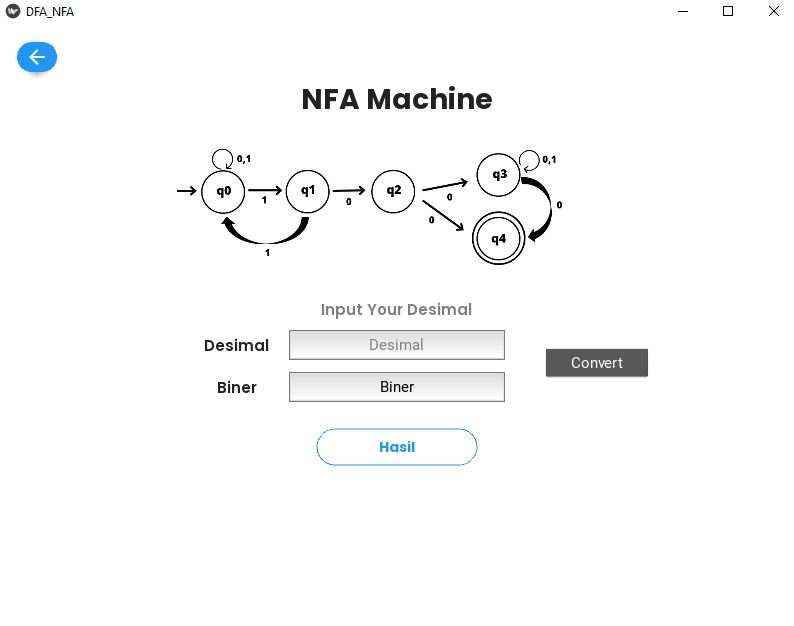 DFA_NFA
NFA Machine
0,1
0,1
q0
q1
q2
q3
1
0
0
0
0
q4
1
Input Your Desimal
Desimal
Desimal
Convert
Biner
Biner
Hasil